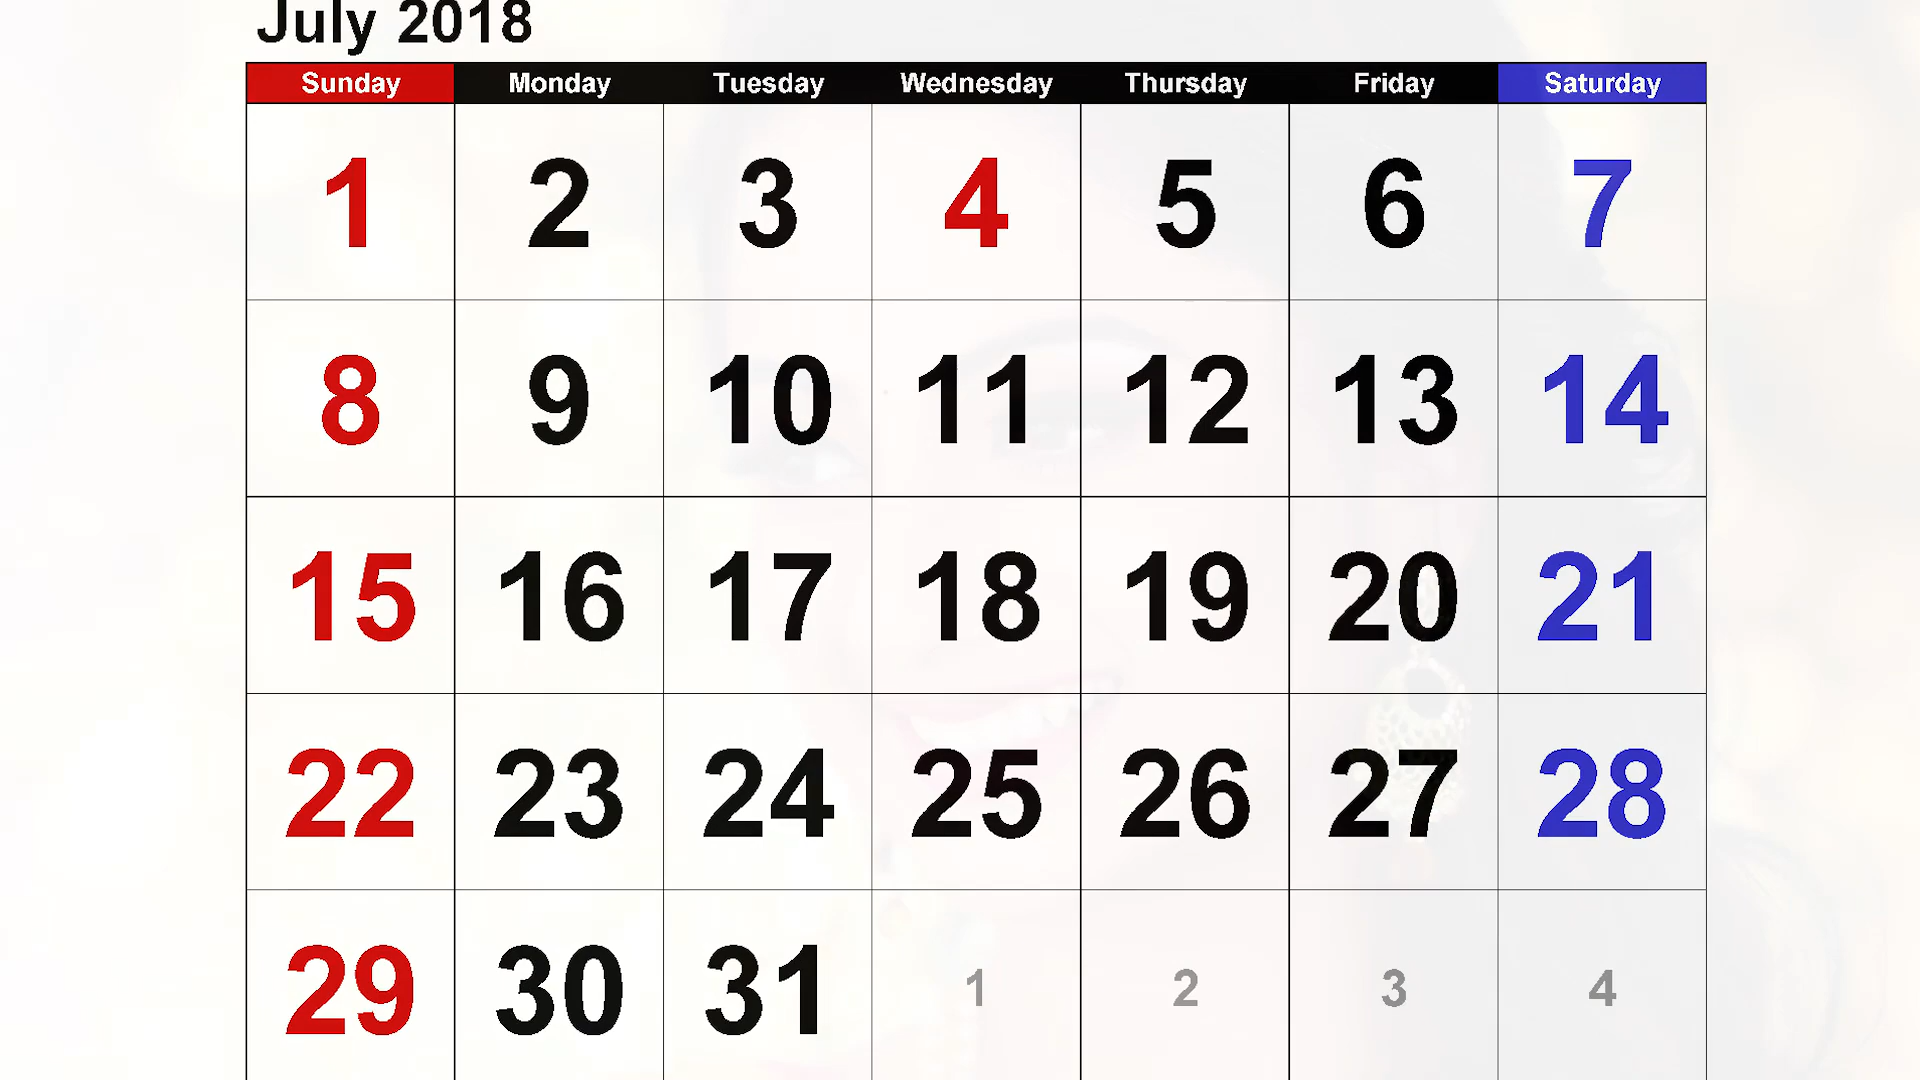 July 2018
Sunday Monday Tuesday Wednesday Thursday Friday Saturday
1 2 3 4 5 6 7
8 9 10 11 12 13 14
15 16 17 18 19 20 21
22 23 24 25 26 27 28
29 30 31 1 2 3 4